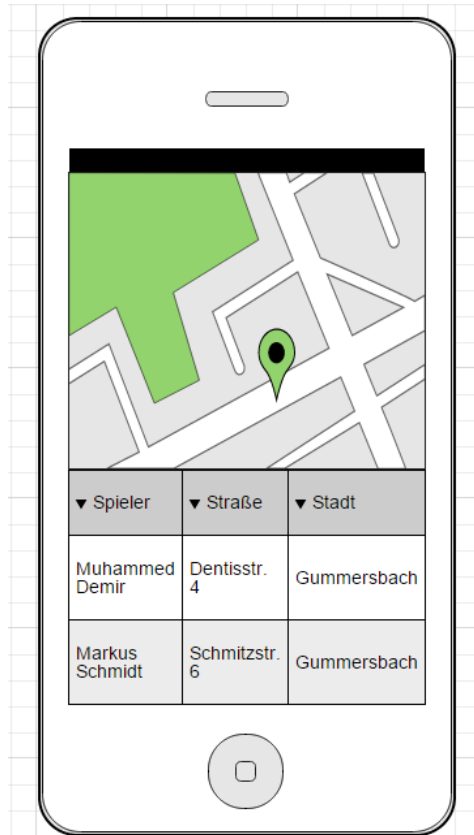 ▼ Spieler ▼ Straße ▼ Stadt
Muhammed Dentisstr. Gummersbach
Demir 4
Markus Schmitzstr. Gummersbach
Schmidt 6